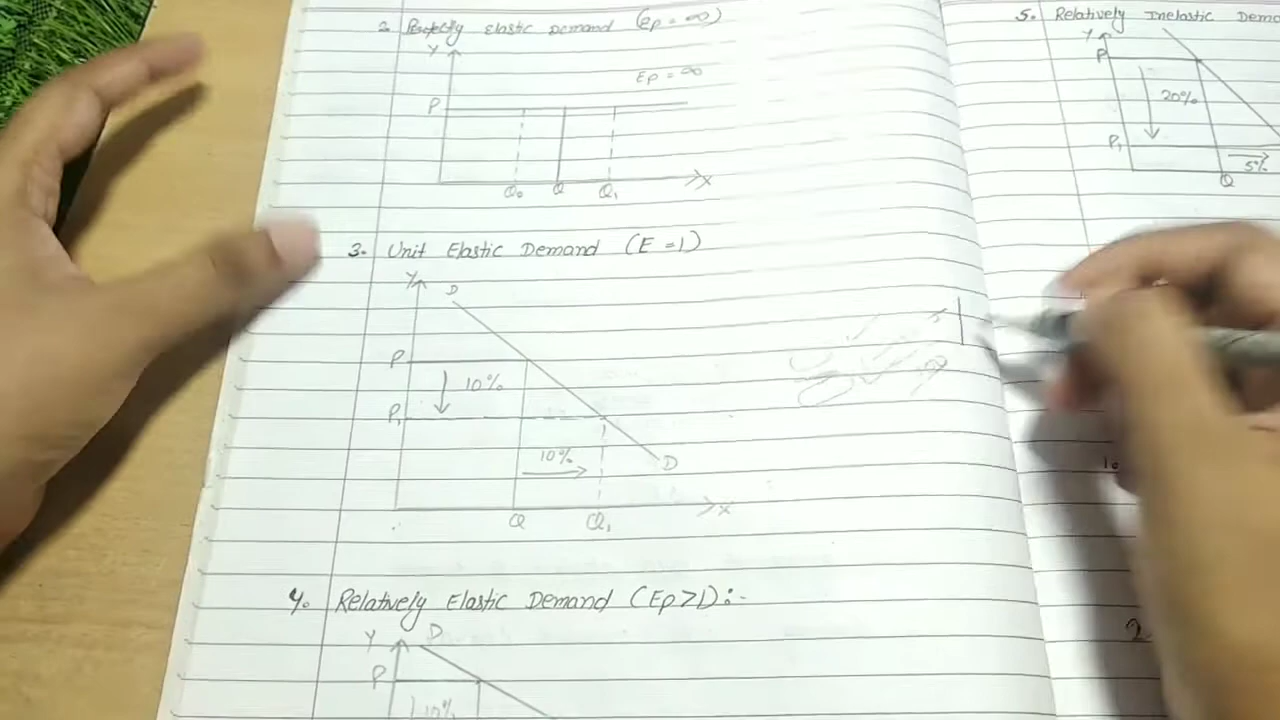 2. Perfectly Elastic Demand (ep = ∞)
Y
Ep = ∞
P
Q₀ Q Q₁ X
3. Unit Elastic Demand (E = 1)
Y D
P
10%
P₁
10%
D
Q Q₁ X
4. Relatively Elastic Demand (Ep>1):-
Y D
P
10%
5. Relatively Inelastic Dema
Y
P
20%
P₁
5%
Q
2